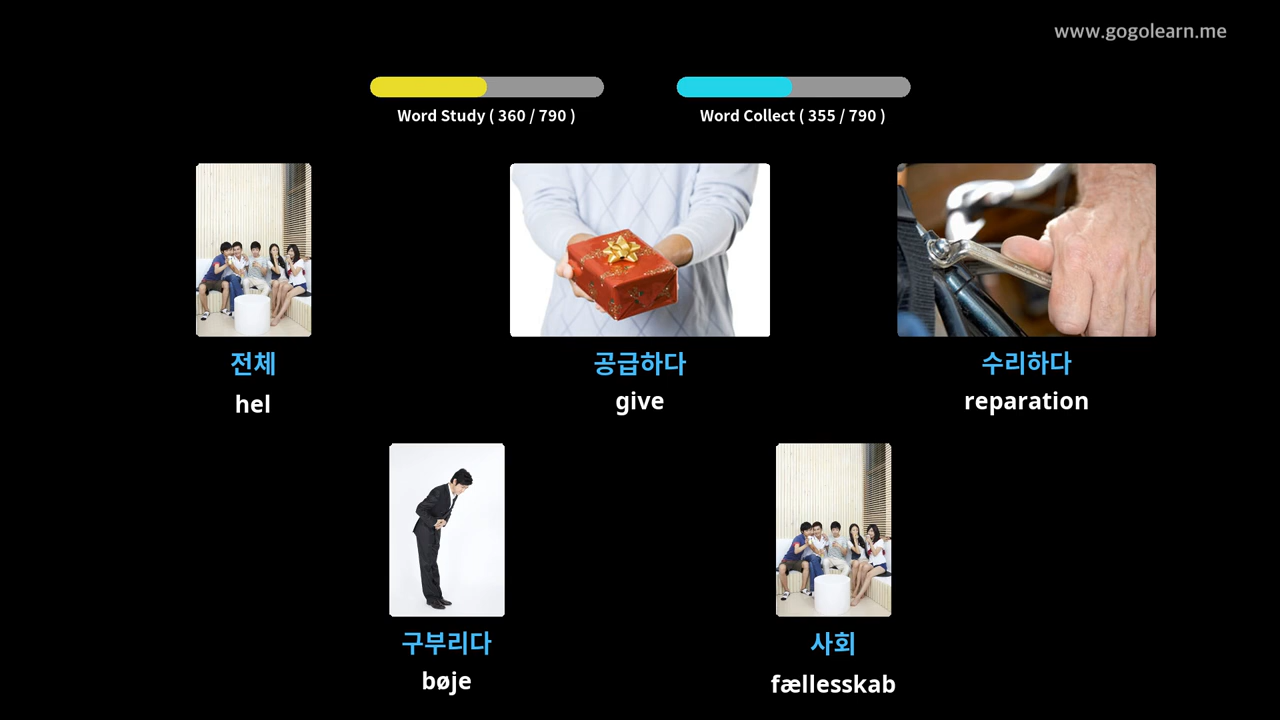 www.gogolearn.me
Word Study ( 360 / 790 )
Word Collect ( 355 / 790 )
전체
hel
공급하다
give
수리하다
reparation
구부리다
bøje
사회
fællesskab